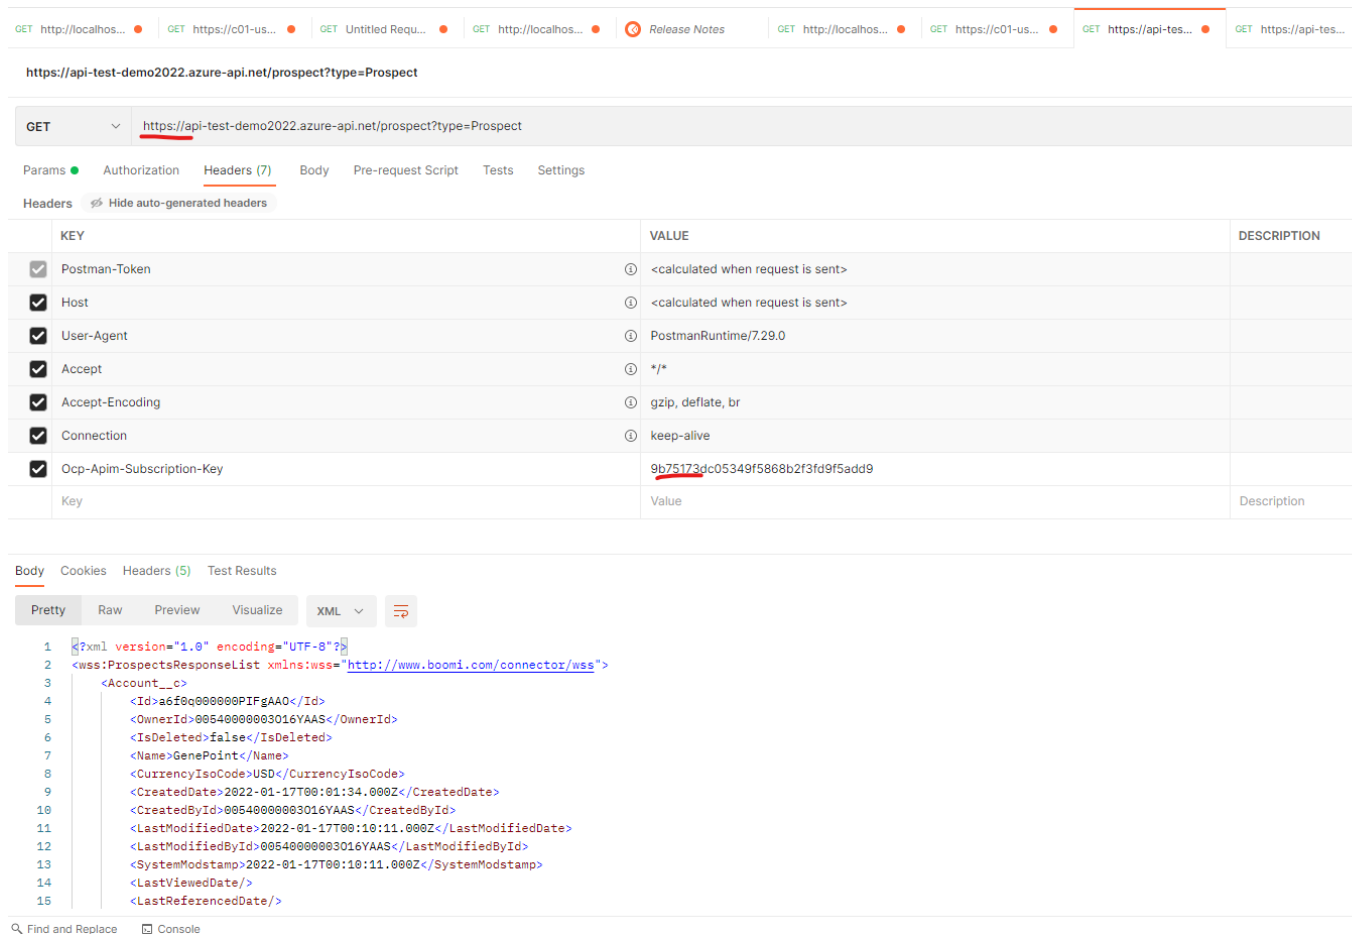 GET http://localhos... GET https://c01-us... GET Untitled Requ... GET http://localhos... Release Notes GET http://localhos... GET https://c01-us... GET https://api-tes... GET https://api-tes...
https://api-test-demo2022.azure-api.net/prospect?type=Prospect
GET https://api-test-demo2022.azure-api.net/prospect?type=Prospect
Params Authorization Headers (7) Body Pre-request Script Tests Settings
Headers Hide auto-generated headers
KEY VALUE DESCRIPTION
Postman-Token <calculated when request is sent>
Host <calculated when request is sent>
User-Agent PostmanRuntime/7.29.0
Accept */*
Accept-Encoding gzip, deflate, br
Connection keep-alive
Ocp-Apim-Subscription-Key 9b75173dc05349f5868b2f3fd9f5add9
Key Value Description
Body Cookies Headers (5) Test Results
Pretty Raw Preview Visualize XML
1 <?xml version="1.0" encoding="UTF-8"?>
2 <wss:ProspectsResponseList xmlns:wss="http://www.boomi.com/connector/wss">
3 <Account__c>
4 <Id>a6f0q000000PIFgAAO</Id>
5 <OwnerId>00540000003O16YAAS</OwnerId>
6 <IsDeleted>false</IsDeleted>
7 <Name>GenePoint</Name>
8 <CurrencyIsoCode>USD</CurrencyIsoCode>
9 <CreatedDate>2022-01-17T00:01:34.000Z</CreatedDate>
10 <CreatedById>00540000003O16YAAS</CreatedById>
11 <LastModifiedDate>2022-01-17T00:10:11.000Z</LastModifiedDate>
12 <LastModifiedById>00540000003O16YAAS</LastModifiedById>
13 <SystemModstamp>2022-01-17T00:10:11.000Z</SystemModstamp>
14 <LastViewedDate/>
15 <LastReferencedDate/>
Find and Replace Console